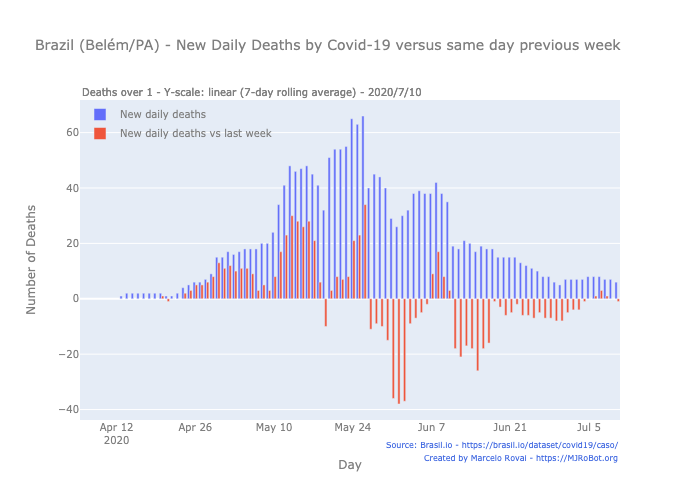 Brazil (Belém/PA) - New Daily Deaths by Covid-19 versus same day previous week
Deaths over 1 - Y-scale: linear (7-day rolling average) - 2020/7/10
New daily deaths
New daily deaths vs last week
Number of Deaths
60
40
20
0
−20
−40
Apr 12
2020
Apr 26
May 10
May 24
Jun 7
Jun 21
Jul 5
Day
Source: Brasil.io - https://brasil.io/dataset/covid19/caso/
Created by Marcelo Rovai - https://MJRoBot.org